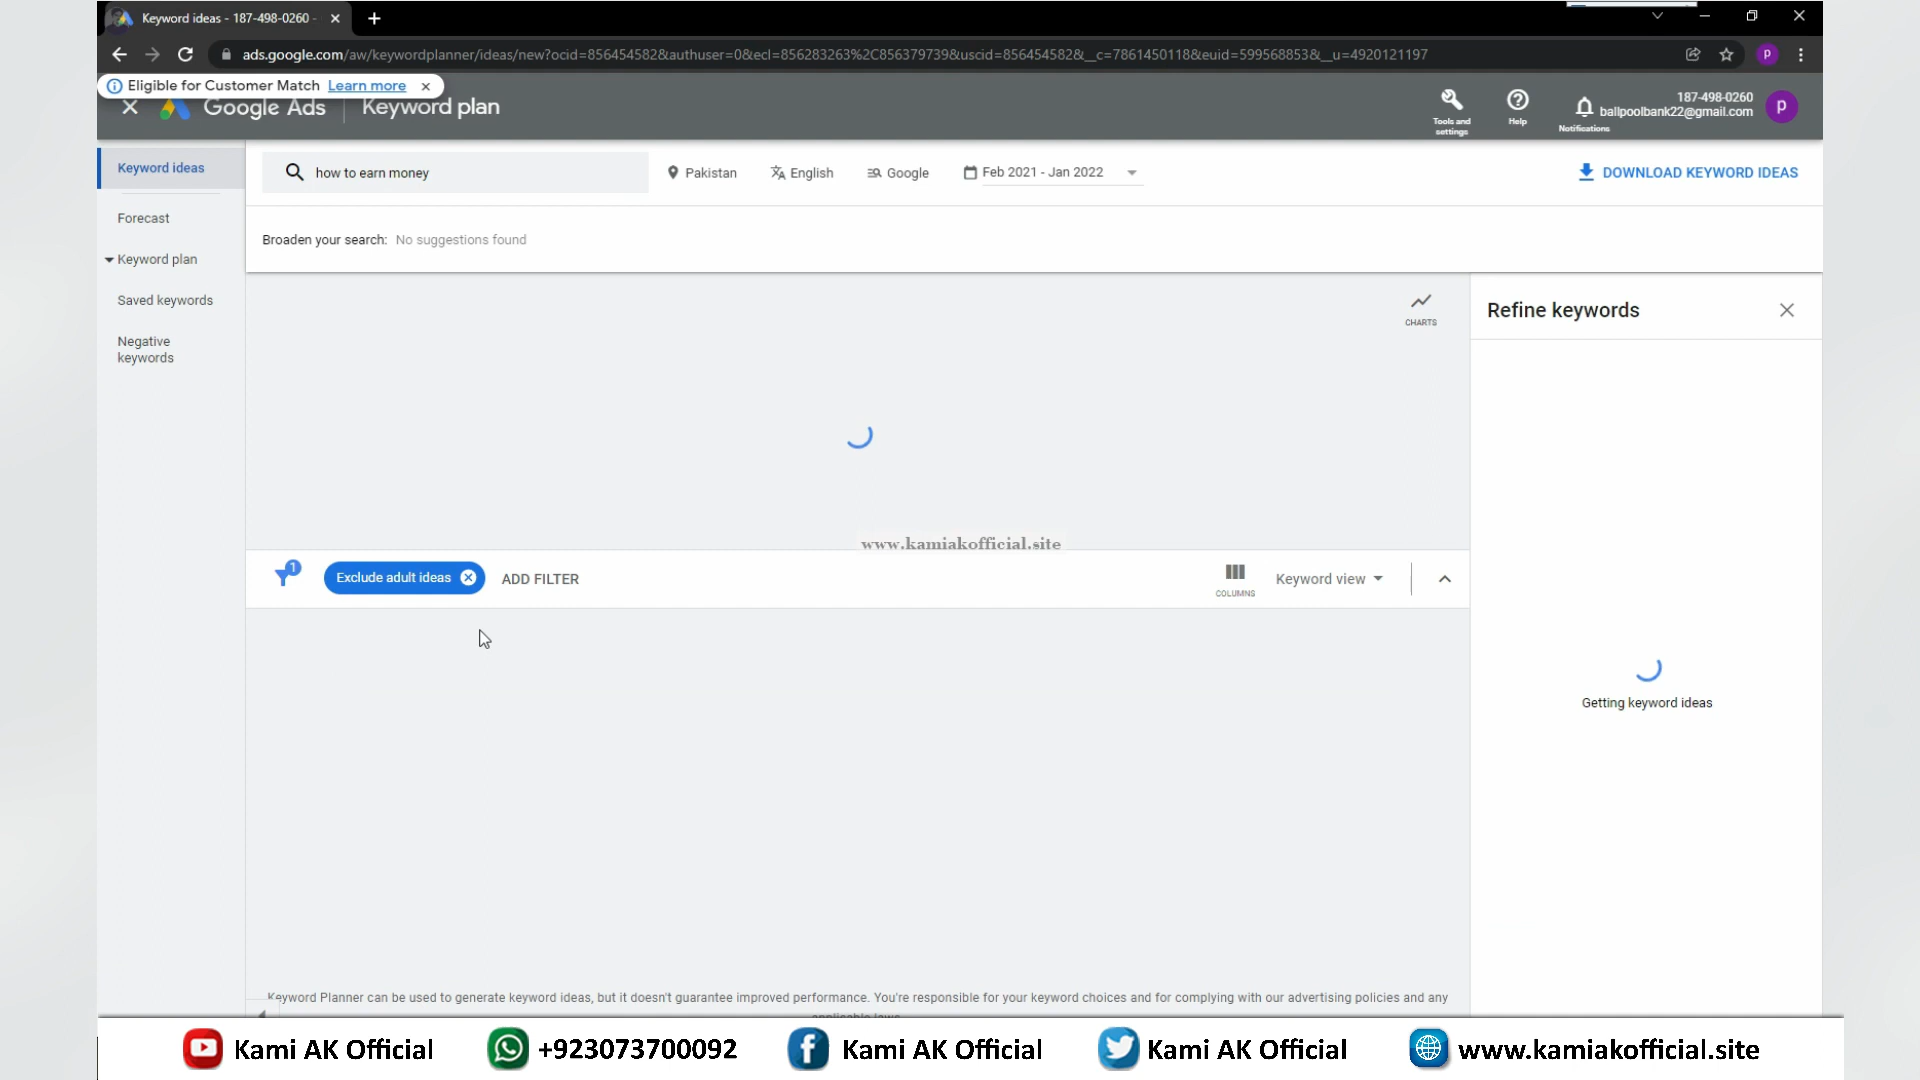 Keyword ideas - 187-498-0260 -
ads.google.com/aw/keywordplanner/ideas/new?ocid=856454582&authuser=0&ecl=856283263%2C856379739&uscid=856454582&__c=7861450118&euid=599568853&__u=4920121197
P
Eligible for Customer Match Learn more
Google Ads Keyword plan
Tools and settings
Help
Notifications
187-498-0260
ballpoolbank22@gmail.com
P
Keyword ideas
Forecast
Keyword plan
Saved keywords
Negative
keywords
how to earn money
Pakistan
English
Google
Feb 2021 - Jan 2022
DOWNLOAD KEYWORD IDEAS
Broaden your search: No suggestions found
CHARTS
Refine keywords
www.kamiakofficial.site
1
Exclude adult ideas
ADD FILTER
COLUMNS
Keyword view
Getting keyword ideas
Keyword Planner can be used to generate keyword ideas, but it doesn't guarantee improved performance. You're responsible for your keyword choices and for complying with our advertising policies and any
applicable laws.
Kami AK Official +923073700092 Kami AK Official Kami AK Official www.kamiakofficial.site